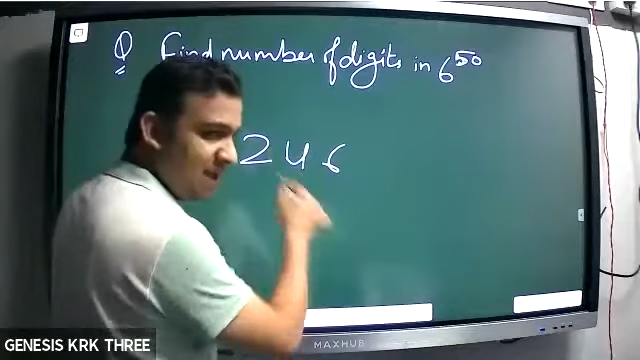 Q Find number of digits in 6⁵⁰
246
GENESIS KRK THREE
MAXHUB